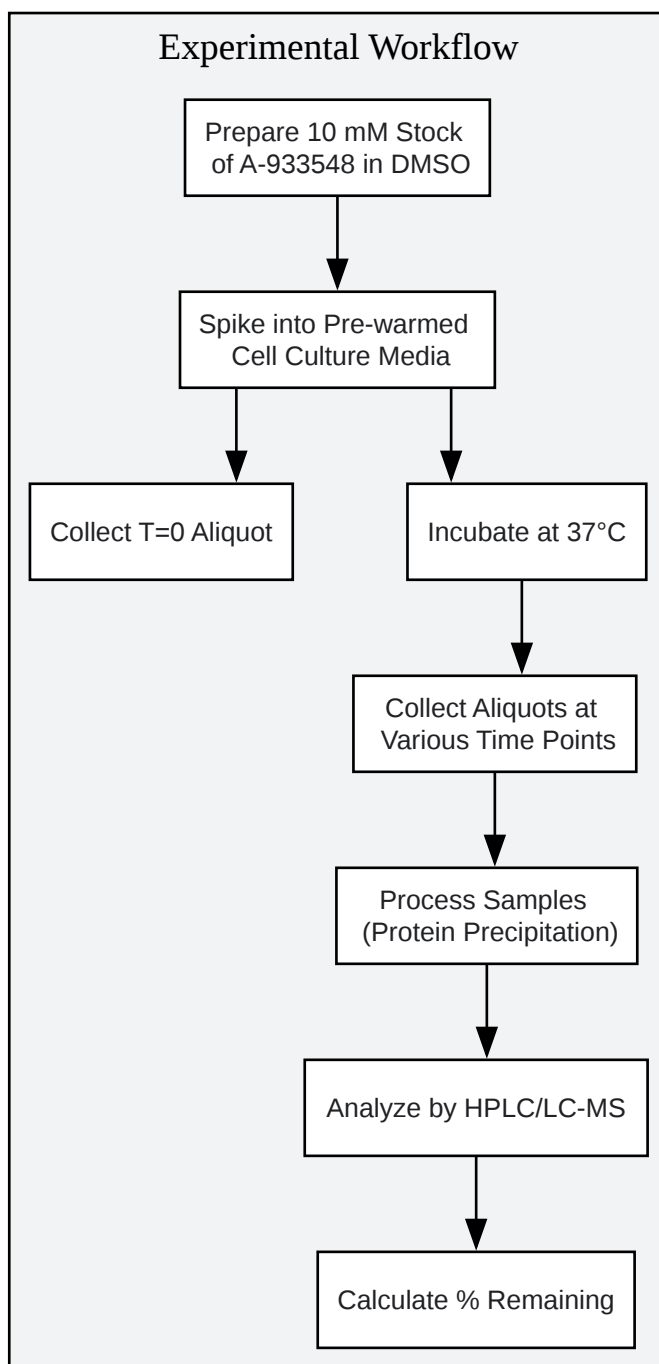 Experimental Workflow
Prepare 10 mM Stock
of A-933548 in DMSO
Spike into Pre-warmed
Cell Culture Media
Collect T=0 Aliquot
Incubate at 37°C
Collect Aliquots at
Various Time Points
Process Samples
(Protein Precipitation)
Analyze by HPLC/LC-MS
Calculate % Remaining